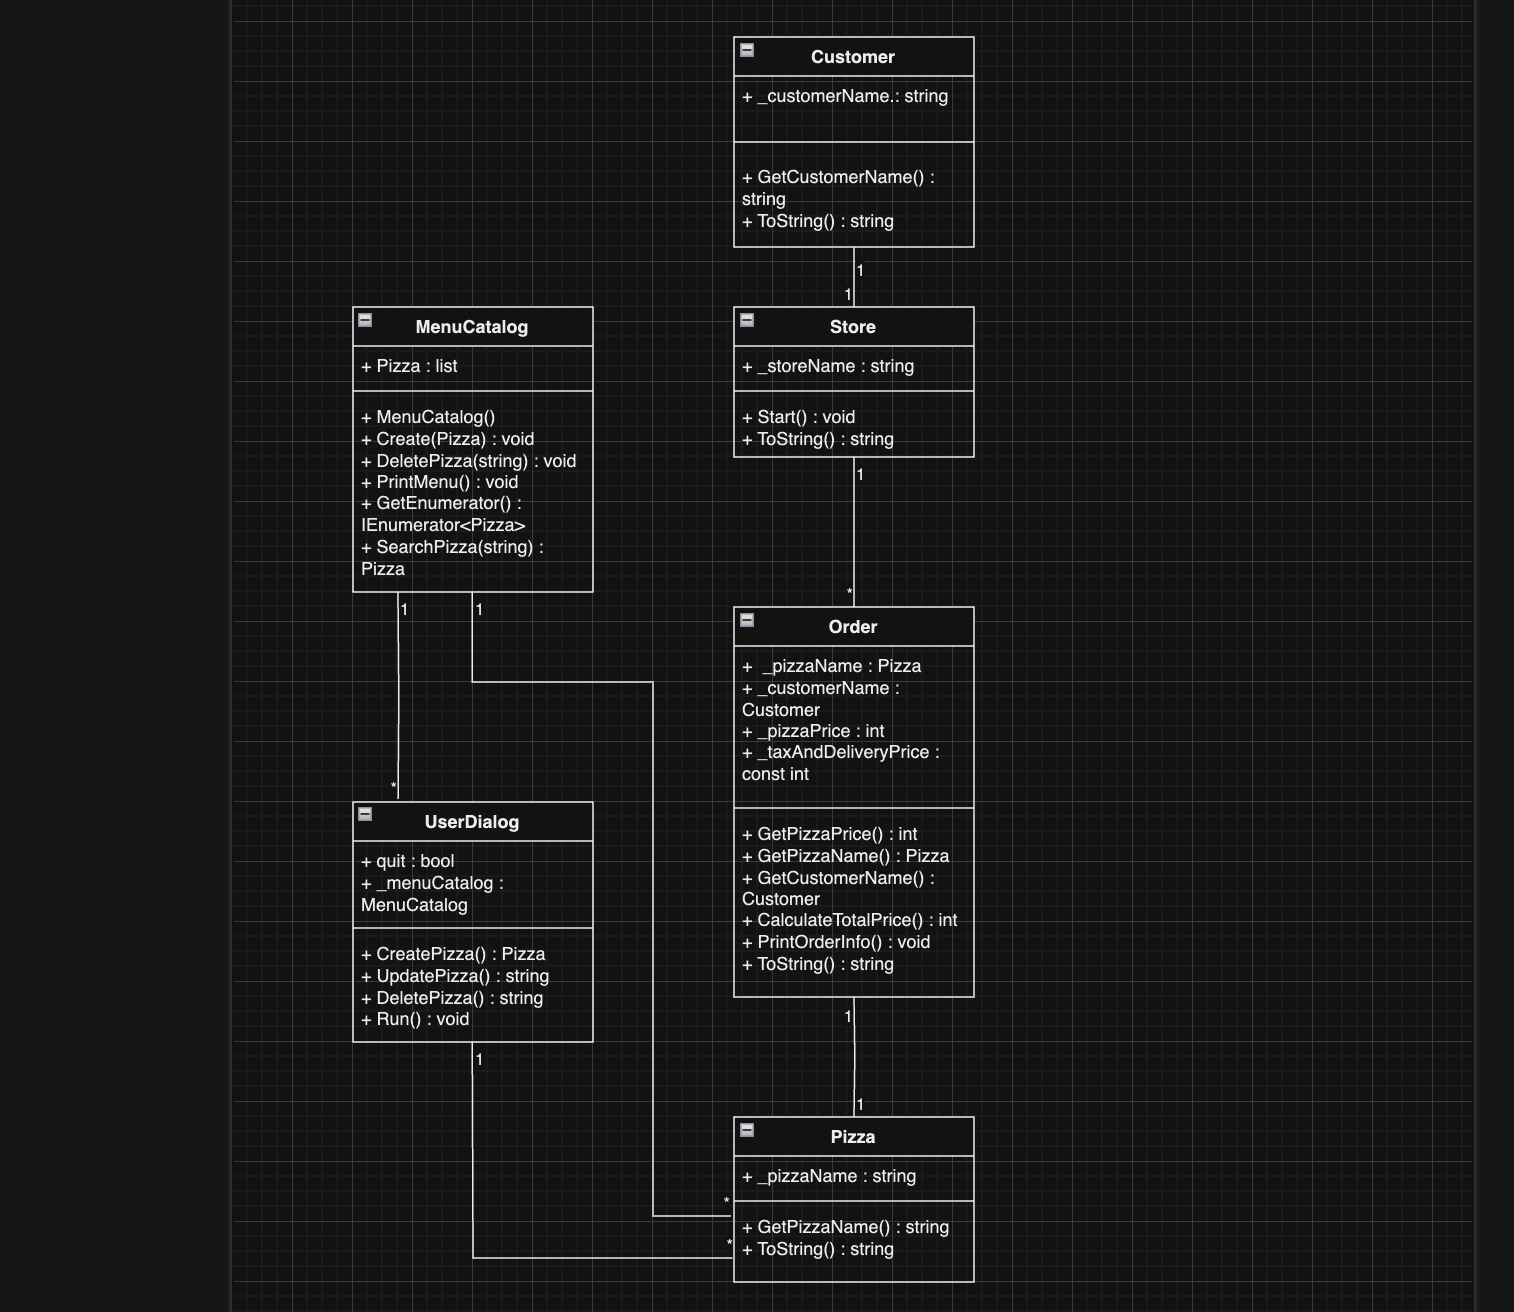 Customer
+ _customerName.: string
+ GetCustomerName() :
string
+ ToString() : string
1
1
MenuCatalog
+ Pizza : list
+ MenuCatalog()
+ Create(Pizza) : void
+ DeletePizza(string) : void
+ PrintMenu() : void
+ GetEnumerator() :
IEnumerator<Pizza>
+ SearchPizza(string) :
Pizza
1
1
*
Store
+ _storeName : string
+ Start() : void
+ ToString() : string
1
*
Order
+ _pizzaName : Pizza
+ _customerName :
Customer
+ _pizzaPrice : int
+ _taxAndDeliveryPrice :
const int
+ GetPizzaPrice() : int
+ GetPizzaName() : Pizza
+ GetCustomerName() :
Customer
+ CalculateTotalPrice() : int
+ PrintOrderInfo() : void
+ ToString() : string
1
1
UserDialog
+ quit : bool
+ _menuCatalog :
MenuCatalog
+ CreatePizza() : Pizza
+ UpdatePizza() : string
+ DeletePizza() : string
+ Run() : void
1
*
*
Pizza
+ _pizzaName : string
+ GetPizzaName() : string
+ ToString() : string